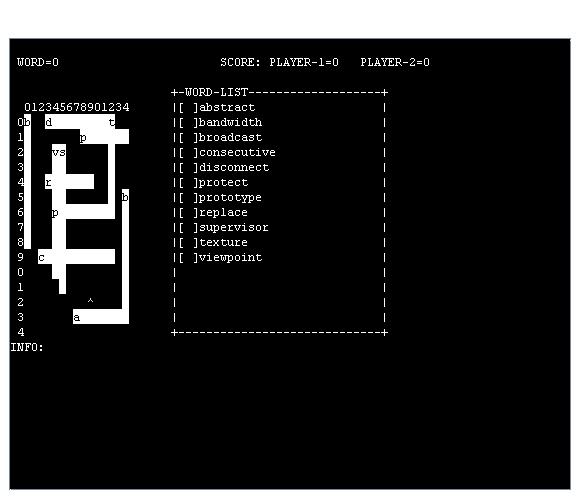 WORD=0 SCORE: PLAYER-1=0 PLAYER-2=0
+-WORD-LIST-------------------+
012345678901234 |[ ]abstract |
0b d t |[ ]bandwidth |
1 p |[ ]broadcast |
2 vs |[ ]consecutive |
3 |[ ]disconnect |
4 r |[ ]protect |
5 b |[ ]prototype |
6 p |[ ]replace |
7 |[ ]supervisor |
8 |[ ]texture |
9 c |[ ]viewpoint |
0 | |
1 | |
2 ^ | |
3 a | |
4 +-----------------------------+
INFO: